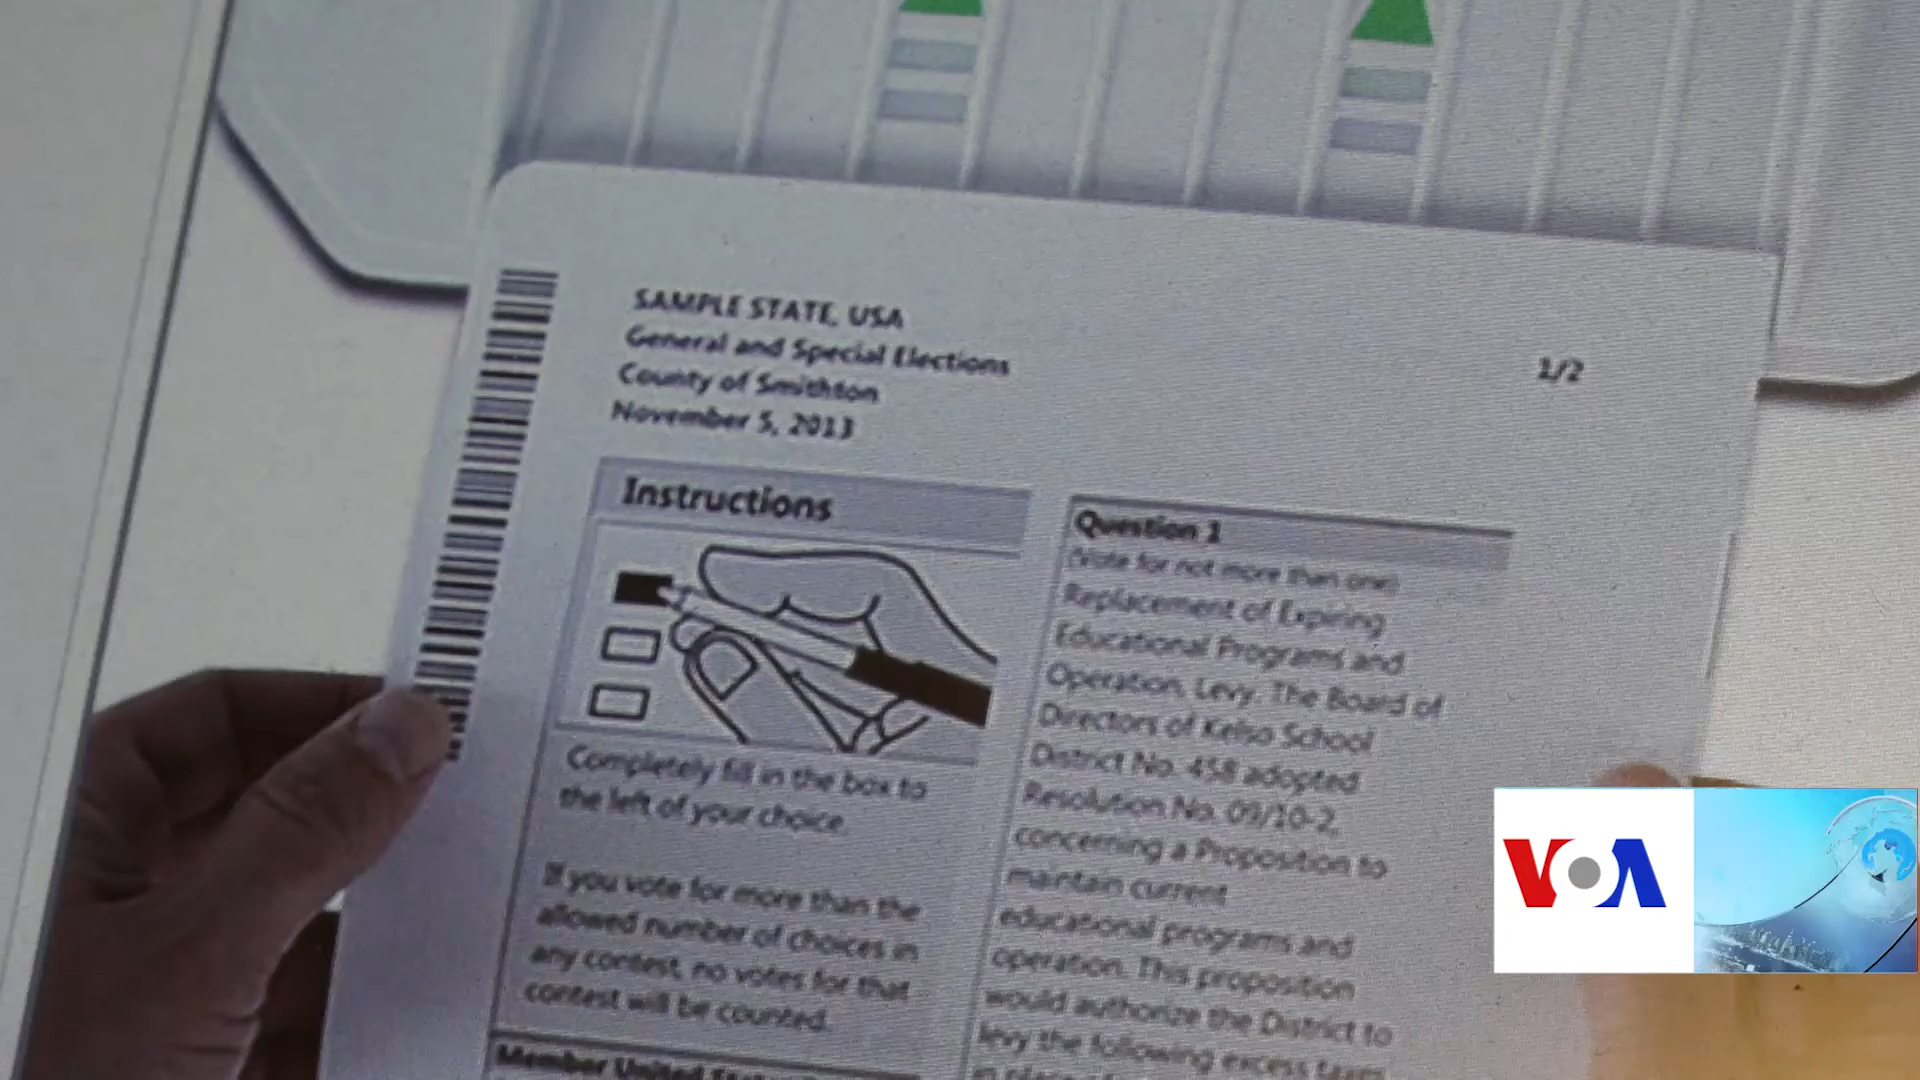 SAMPLE STATE, USA
General and Special Elections
County of Smithton
November 5, 2013
1/2
Instructions
Completely fill in the box to
the left of your choice.
If you vote for more than the
allowed number of choices in
any contest, no votes for that
contest will be counted.
Member United States
Question 1
(Vote for not more than one)
Replacement of Expiring
Educational Programs and
Operation, Levy. The Board of
Directors of Kelso School
District No. 458 adopted
Resolution No. 09/10-2,
concerning a Proposition to
maintain current
educational programs and
operation. This proposition
would authorize the District to
levy the following excess taxes
VOA